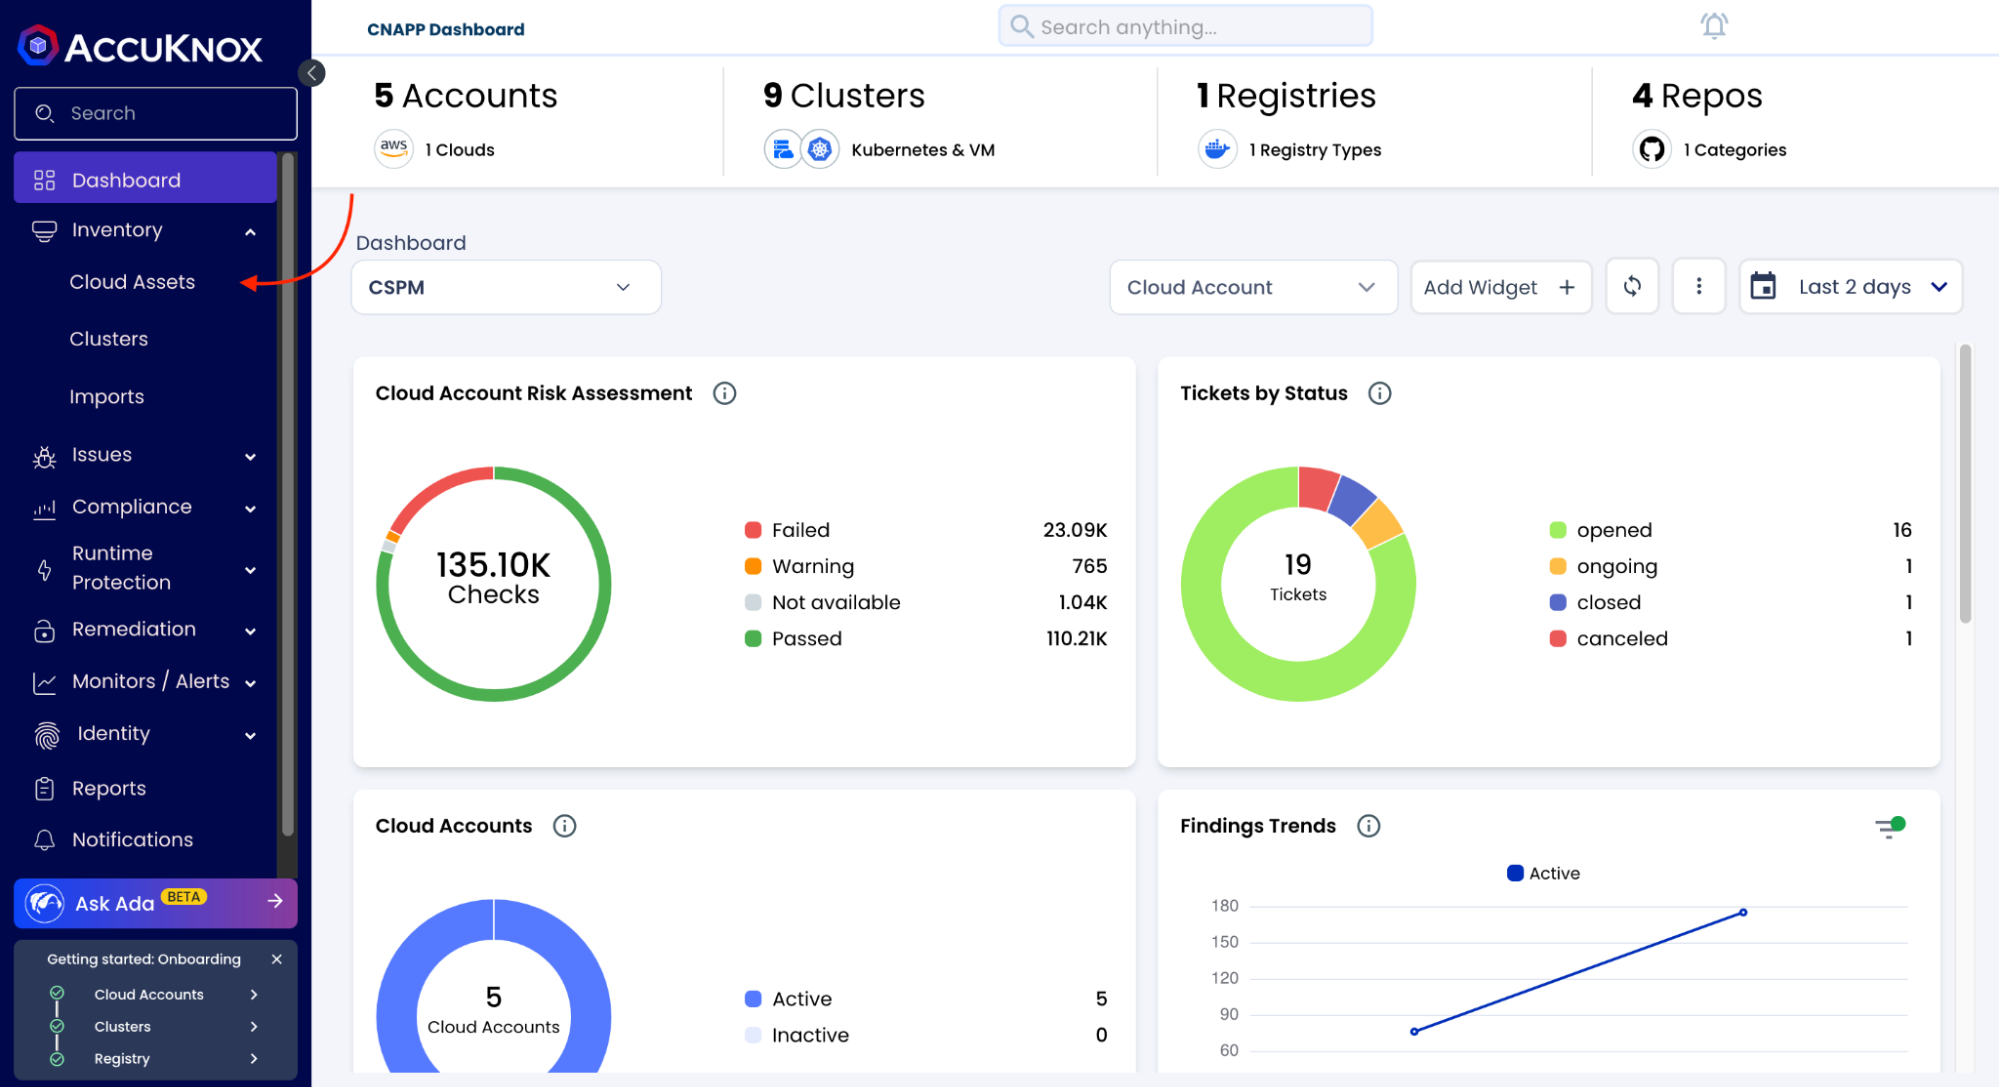 ACCUKNOX
Search
Dashboard
Inventory
Cloud Assets
Clusters
Imports
Issues
Compliance
Runtime
Protection
Remediation
Monitors / Alerts
Identity
Reports
Notifications
Ask Ada BETA
Getting started: Onboarding
Cloud Accounts
Clusters
Registry
CNAPP Dashboard
Search anything...
5 Accounts
aws 1 Clouds
9 Clusters
Kubernetes & VM
1 Registries
1 Registry Types
4 Repos
1 Categories
Dashboard
CSPM
Cloud Account
Add Widget +
Last 2 days
Cloud Account Risk Assessment
135.10K
Checks
Failed 23.09K
Warning 765
Not available 1.04K
Passed 110.21K
Tickets by Status
19
Tickets
opened 16
ongoing 1
closed 1
canceled 1
Cloud Accounts
5
Cloud Accounts
Active 5
Inactive 0
Findings Trends
Active
180
150
120
90
60